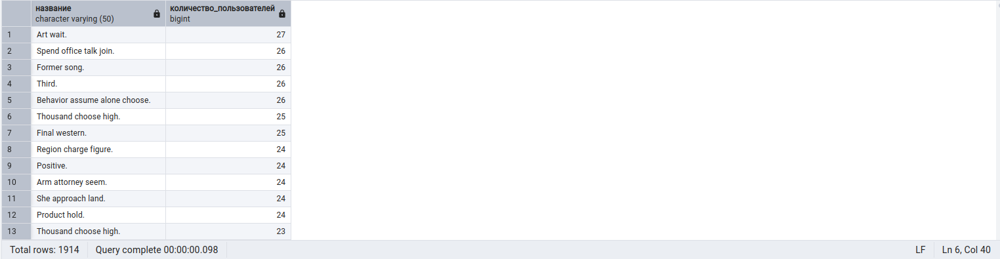 название количество_пользователей
character varying (50) bigint
1 Art wait. 27
2 Spend office talk join. 26
3 Former song. 26
4 Third. 26
5 Behavior assume alone choose. 26
6 Thousand choose high. 25
7 Final western. 25
8 Region charge figure. 24
9 Positive. 24
10 Arm attorney seem. 24
11 She approach land. 24
12 Product hold. 24
13 Thousand choose high. 23
Total rows: 1914 Query complete 00:00:00.098 LF Ln 6, Col 40